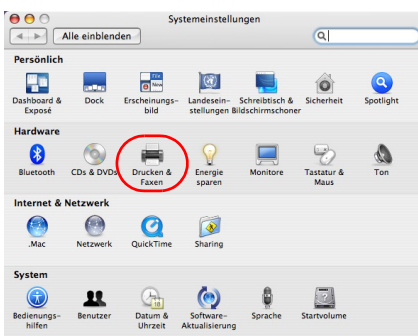 Systemeinstellungen
Alle einblenden
Persönlich
Dashboard & Exposé
Dock
Erscheinungs-
bild
Landesein-
stellungen
Schreibtisch &
Bildschirmschoner
Sicherheit
Spotlight
Hardware
Bluetooth
CDs & DVDs
Drucken &
Faxen
Energie
sparen
Monitore
Tastatur &
Maus
Ton
Internet & Netzwerk
.Mac
Netzwerk
QuickTime
Sharing
System
Bedienungs-
hilfen
Benutzer
Datum &
Uhrzeit
Software-
Aktualisierung
Sprache
Startvolume